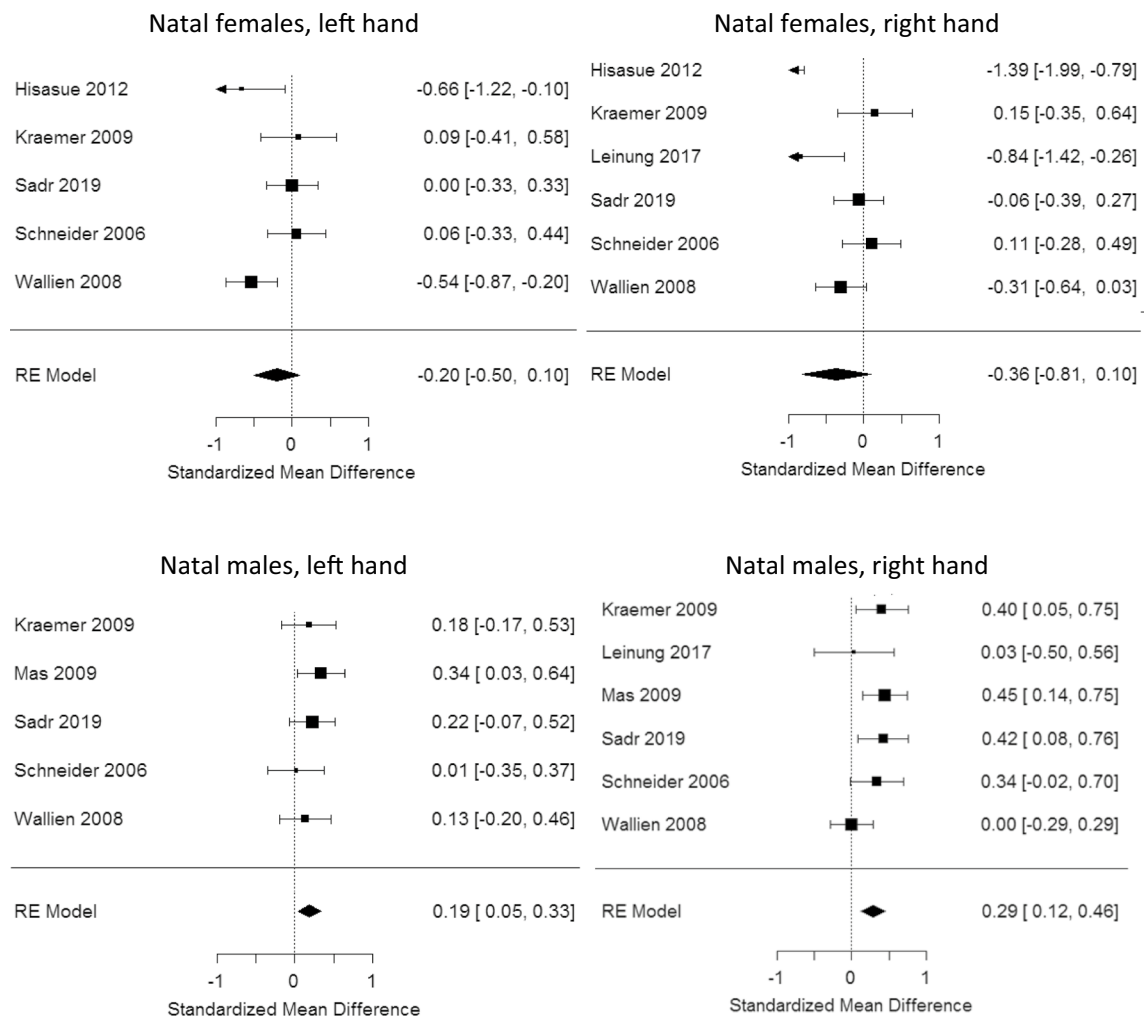 Natal females, left hand
Hisasue 2012 -0.66 [-1.22, -0.10]
Kraemer 2009 0.09 [-0.41, 0.58]
Sadr 2019 0.00 [-0.33, 0.33]
Schneider 2006 0.06 [-0.33, 0.44]
Wallien 2008 -0.54 [-0.87, -0.20]
RE Model -0.20 [-0.50, 0.10]
-1 0 1
Standardized Mean Difference
Natal females, right hand
Hisasue 2012 -1.39 [-1.99, -0.79]
Kraemer 2009 0.15 [-0.35, 0.64]
Leinung 2017 -0.84 [-1.42, -0.26]
Sadr 2019 -0.06 [-0.39, 0.27]
Schneider 2006 0.11 [-0.28, 0.49]
Wallien 2008 -0.31 [-0.64, 0.03]
RE Model -0.36 [-0.81, 0.10]
-1 0 1
Standardized Mean Difference
Natal males, left hand
Kraemer 2009 0.18 [-0.17, 0.53]
Mas 2009 0.34 [ 0.03, 0.64]
Sadr 2019 0.22 [-0.07, 0.52]
Schneider 2006 0.01 [-0.35, 0.37]
Wallien 2008 0.13 [-0.20, 0.46]
RE Model 0.19 [ 0.05, 0.33]
-1 0 1
Standardized Mean Difference
Natal males, right hand
Kraemer 2009 0.40 [ 0.05, 0.75]
Leinung 2017 0.03 [-0.50, 0.56]
Mas 2009 0.45 [ 0.14, 0.75]
Sadr 2019 0.42 [ 0.08, 0.76]
Schneider 2006 0.34 [-0.02, 0.70]
Wallien 2008 0.00 [-0.29, 0.29]
RE Model 0.29 [ 0.12, 0.46]
-1 0 1
Standardized Mean Difference